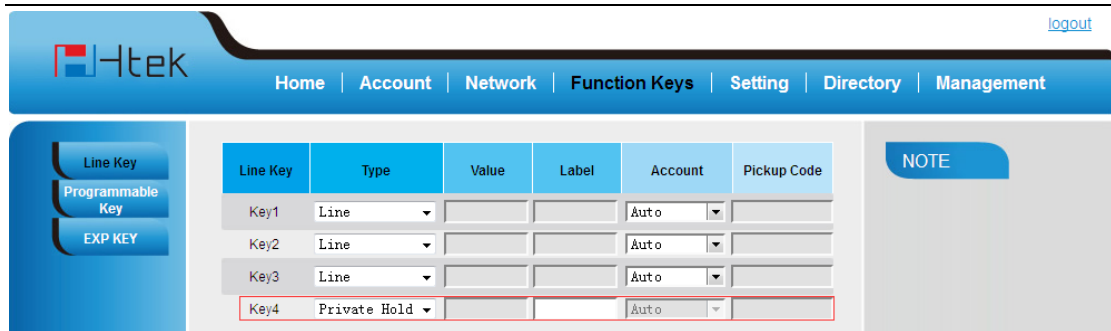 logout
Htek
Home | Account | Network | Function Keys | Setting | Directory | Management
Line Key
Programmable Key
EXP KEY
Line Key Type Value Label Account Pickup Code
Key1 Line Auto
Key2 Line Auto
Key3 Line Auto
Key4 Private Hold Auto
NOTE